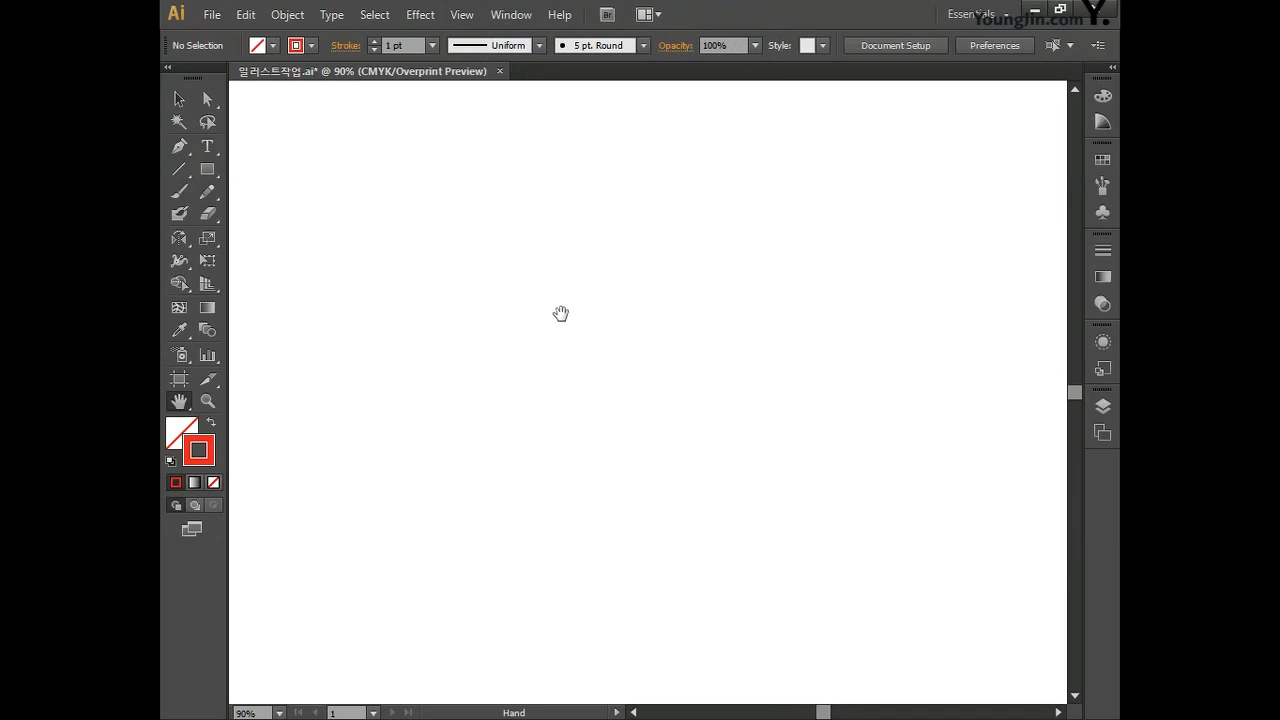 Ai File Edit Object Type Select Effect View Window Help Br Essentials
YoungJin.com Y.
No Selection Stroke: 1 pt Uniform 5 pt. Round Opacity: 100% Style: Document Setup Preferences
일러스트작업.ai* @ 90% (CMYK/Overprint Preview) ×
T
90% 1 Hand